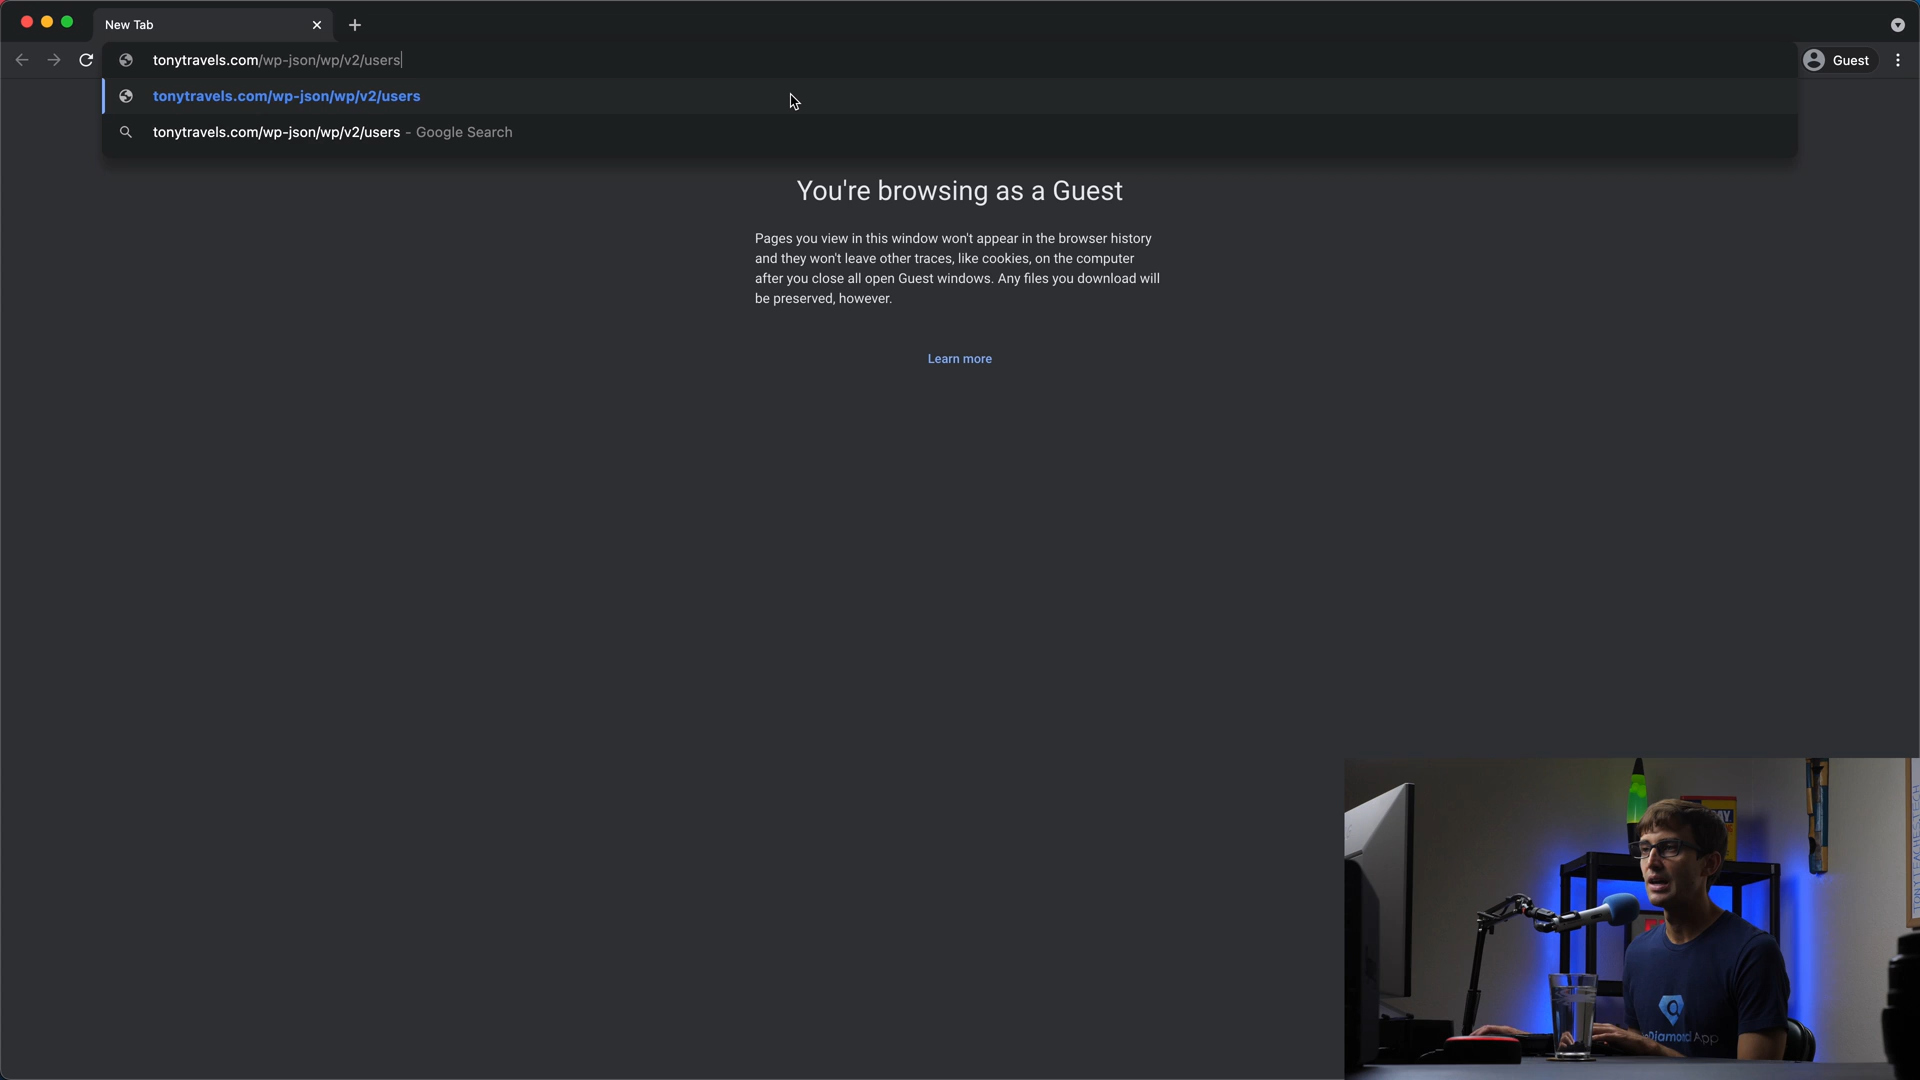 New Tab
tonytravels.com/wp-json/wp/v2/users
Guest
tonytravels.com/wp-json/wp/v2/users
tonytravels.com/wp-json/wp/v2/users - Google Search
You're browsing as a Guest
Pages you view in this window won't appear in the browser history
and they won't leave other traces, like cookies, on the computer
after you close all open Guest windows. Any files you download will
be preserved, however.
Learn more
Diamond App